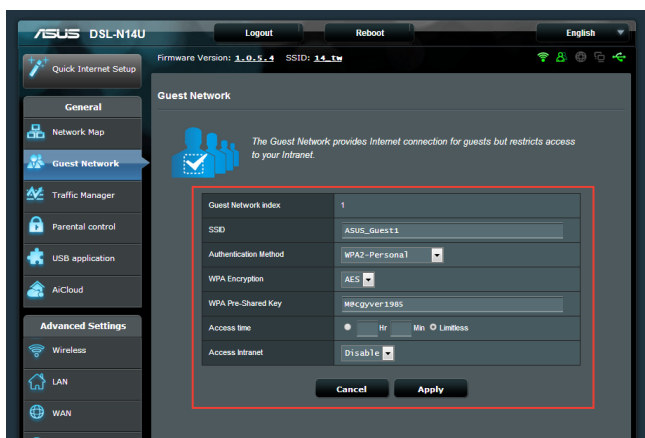 ASUS DSL-N14U Logout Reboot English
Quick Internet Setup
Firmware Version: 1.0.5.4 SSID: 14_tw
General
Network Map
Guest Network
Traffic Manager
Parental control
USB application
AiCloud
Advanced Settings
Wireless
LAN
WAN
Guest Network
The Guest Network provides Internet connection for guests but restricts access
to your Intranet.
Guest Network index 1
SSID ASUS_Guest1
Authentication Method WPA2-Personal
WPA Encryption AES
WPA Pre-Shared Key M@cgyver1985
Access time Hr Min Limitless
Access Intranet Disable
Cancel Apply